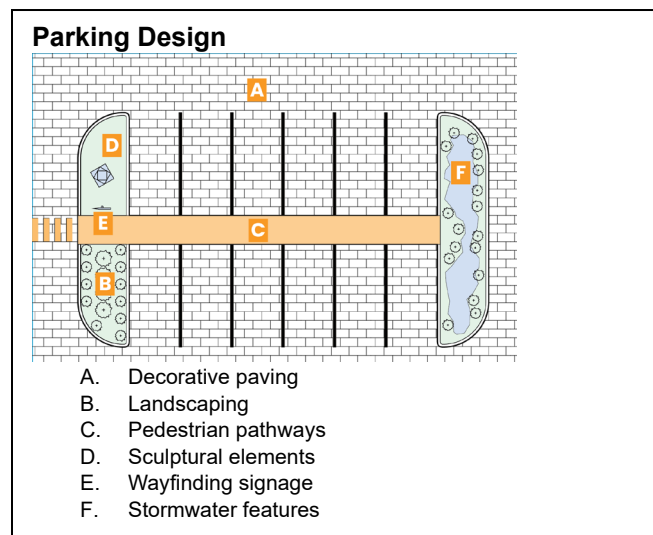 Parking Design
A
D
F
E
C
B
A. Decorative paving
B. Landscaping
C. Pedestrian pathways
D. Sculptural elements
E. Wayfinding signage
F. Stormwater features